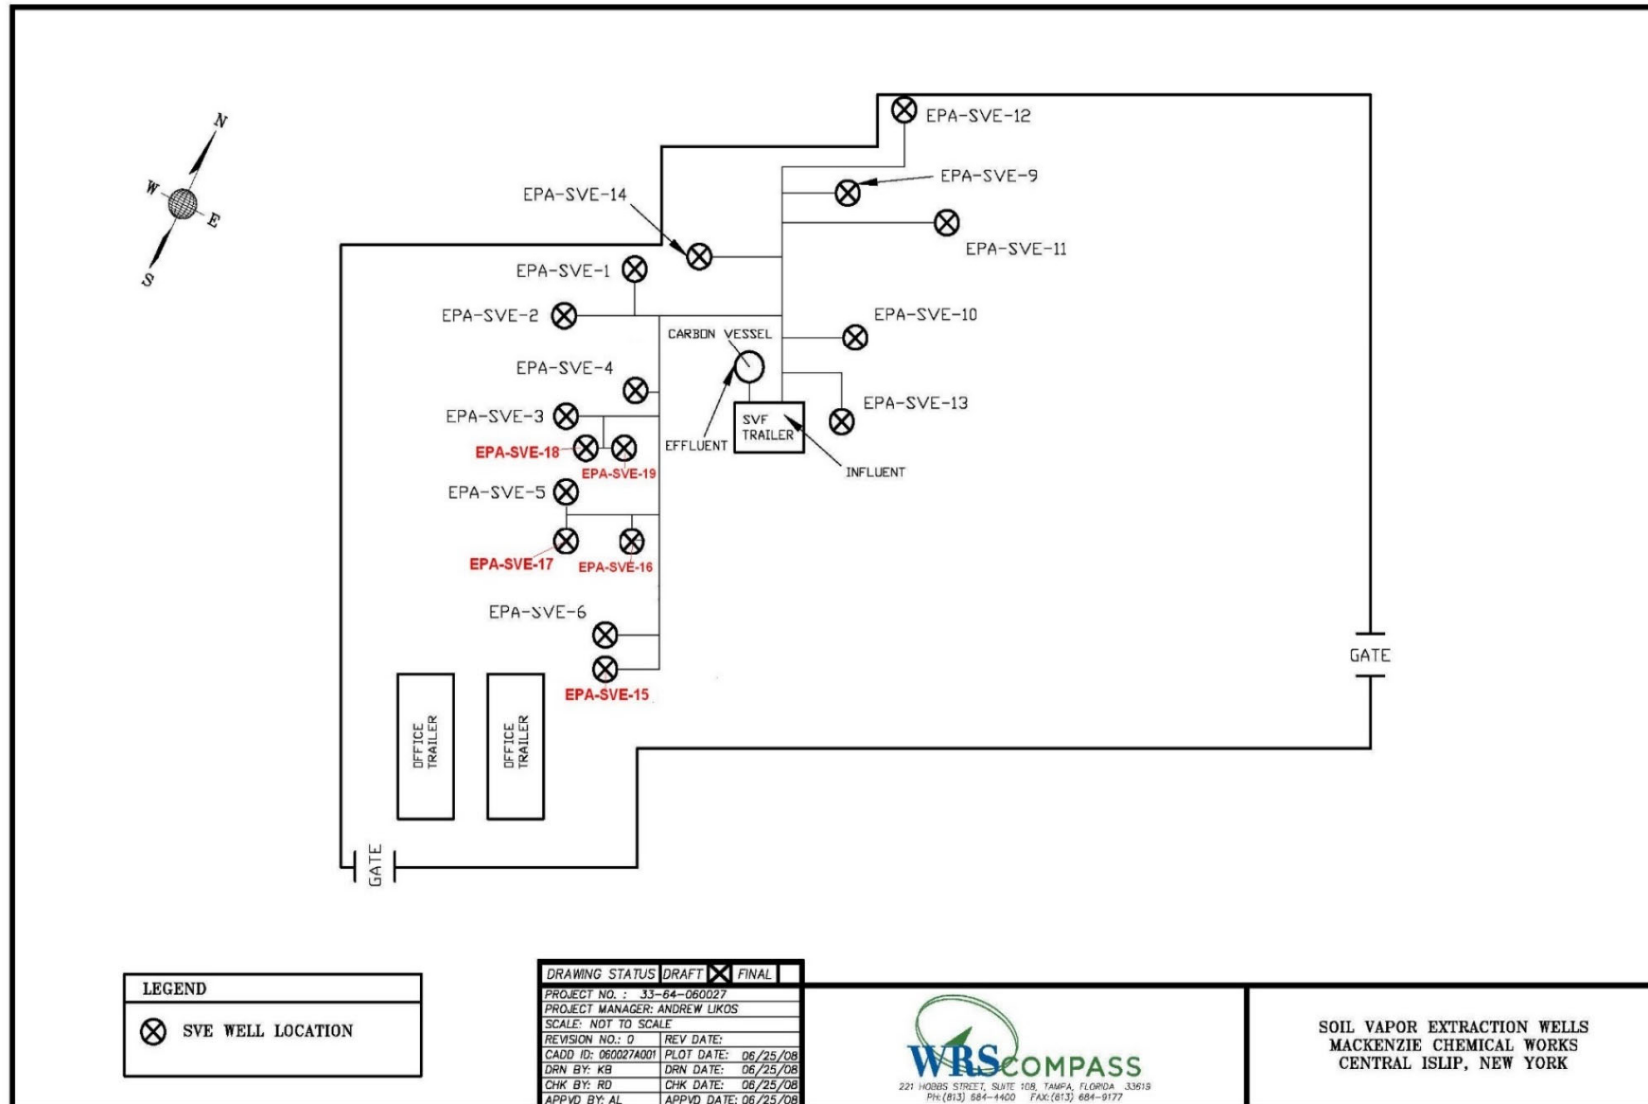 N
W
E
S
EPA-SVE-12
EPA-SVE-9
EPA-SVE-14
EPA-SVE-11
EPA-SVE-1
EPA-SVE-2
EPA-SVE-10
CARBON VESSEL
EPA-SVE-4
EPA-SVE-13
EPA-SVE-3
SVF
TRAILER
EFFLUENT
EPA-SVE-18
EPA-SVE-19
INFLUENT
EPA-SVE-5
EPA-SVE-17
EPA-SVE-16
EPA-SVE-6
EPA-SVE-15
GATE
OFFICE
TRAILER
OFFICE
TRAILER
GATE
LEGEND
SVE WELL LOCATION
DRAWING STATUS DRAFT FINAL
PROJECT NO. : 33-64-060027
PROJECT MANAGER: ANDREW LIKOS
SCALE: NOT TO SCALE
REVISION NO.: 0 REV DATE:
CADD ID: 060027A001 PLOT DATE: 06/25/08
DRN BY: KB DRN DATE: 06/25/08
CHK BY: RD CHK DATE: 06/25/08
APPVD BY: AL APPVD DATE: 06/25/08
WRSCOMPASS
221 HOBBS STREET, SUITE 108, TAMPA, FLORIDA 33619
PH:(813) 684-4400 FAX:(813) 684-9177
SOIL VAPOR EXTRACTION WELLS
MACKENZIE CHEMICAL WORKS
CENTRAL ISLIP, NEW YORK